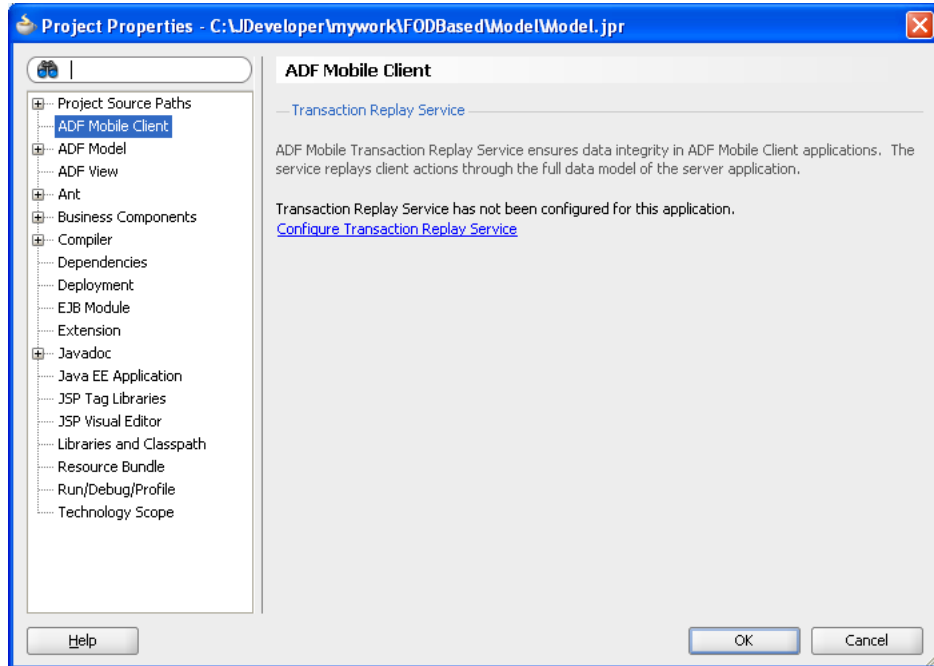 Project Properties - C:\JDeveloper\mywork\FODBased\Model\Model.jpr
Project Source Paths
ADF Mobile Client
ADF Model
ADF View
Ant
Business Components
Compiler
Dependencies
Deployment
EJB Module
Extension
Javadoc
Java EE Application
JSP Tag Libraries
JSP Visual Editor
Libraries and Classpath
Resource Bundle
Run/Debug/Profile
Technology Scope
ADF Mobile Client
Transaction Replay Service
ADF Mobile Transaction Replay Service ensures data integrity in ADF Mobile Client applications. The
service replays client actions through the full data model of the server application.
Transaction Replay Service has not been configured for this application.
Configure Transaction Replay Service
Help
OK
Cancel